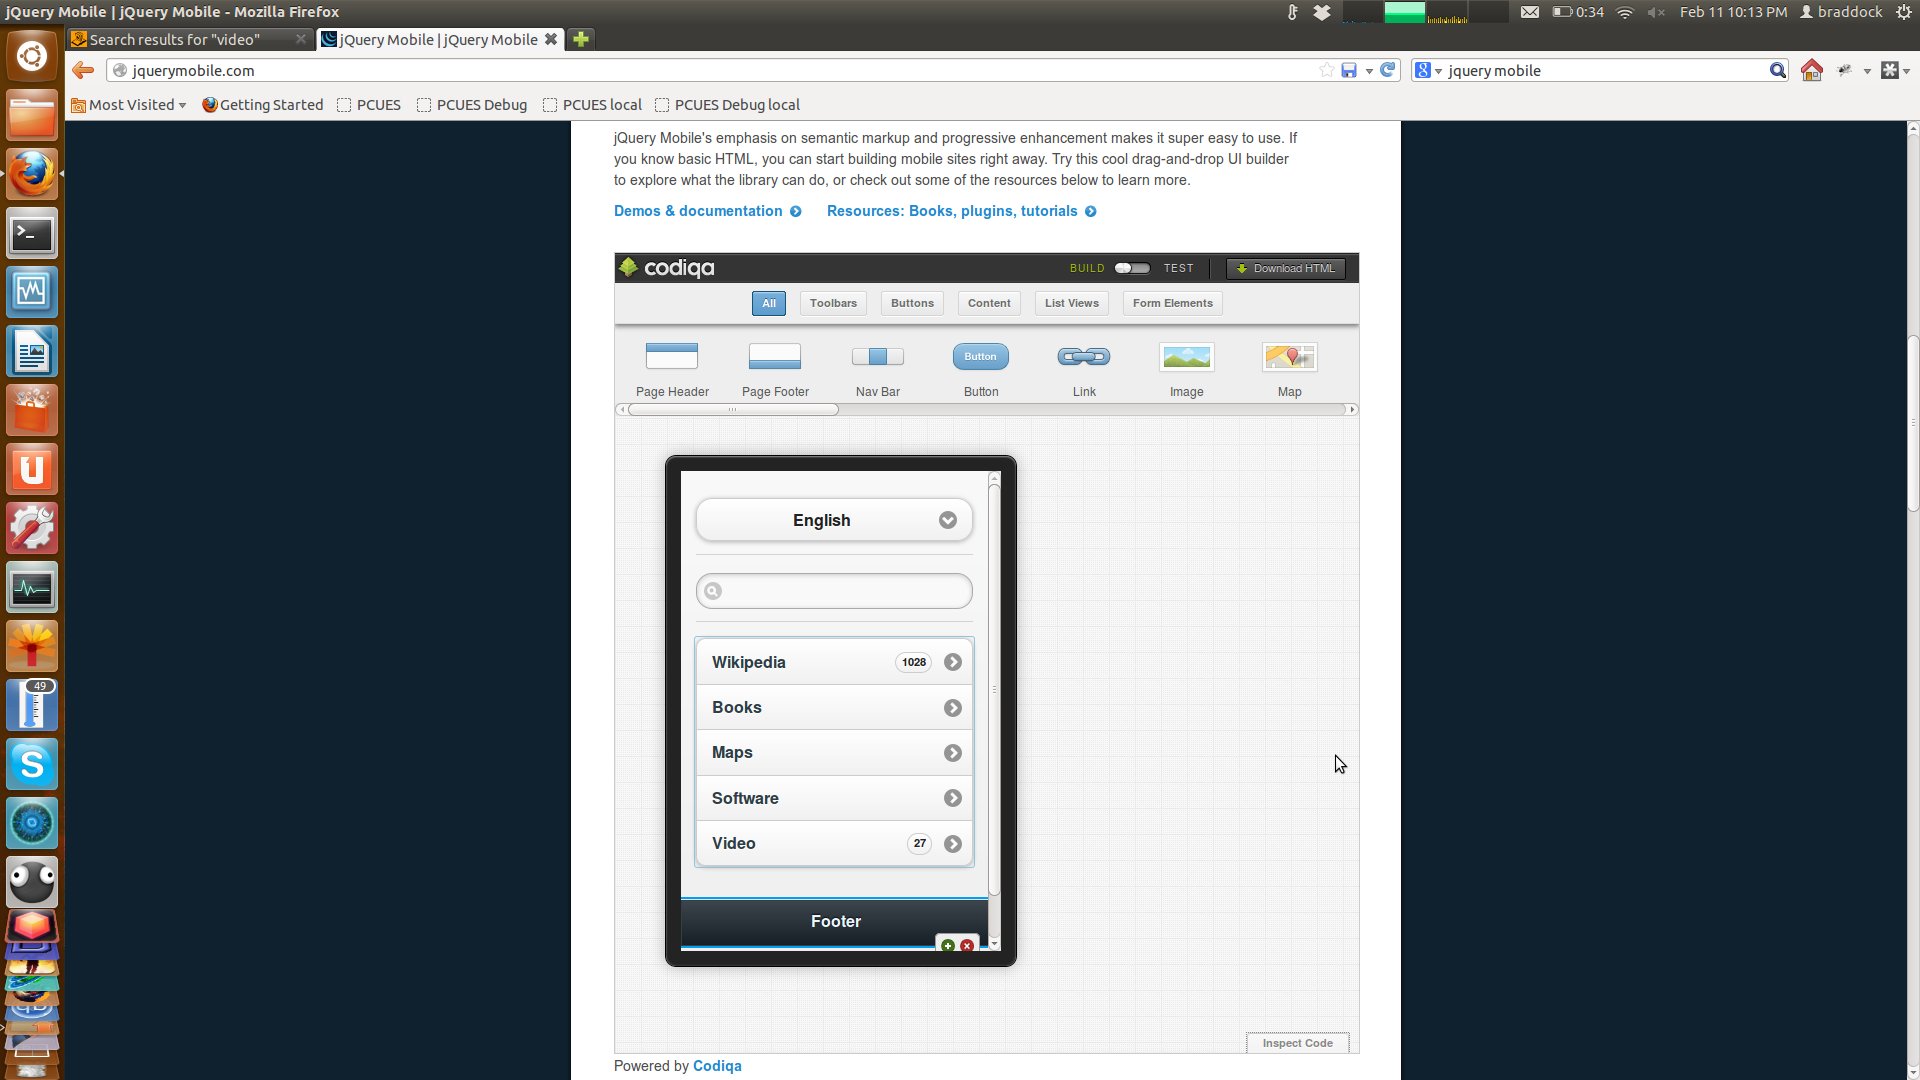 jQuery Mobile | jQuery Mobile - Mozilla Firefox
0:34
Feb 11 10:13 PM
braddock
Search results for "video"
jQuery Mobile | jQuery Mobile
jquerymobile.com
jquery mobile
Most Visited
Getting Started
PCUES
PCUES Debug
PCUES local
PCUES Debug local
jQuery Mobile's emphasis on semantic markup and progressive enhancement makes it super easy to use. If
you know basic HTML, you can start building mobile sites right away. Try this cool drag-and-drop UI builder
to explore what the library can do, or check out some of the resources below to learn more.
Demos & documentation
Resources: Books, plugins, tutorials
codiqa
BUILD
TEST
Download HTML
All
Toolbars
Buttons
Content
List Views
Form Elements
Button
Page Header
Page Footer
Nav Bar
Button
Link
Image
Map
English
Wikipedia
1028
Books
Maps
Software
Video
27
Footer
Inspect Code
Powered by Codiqa
49